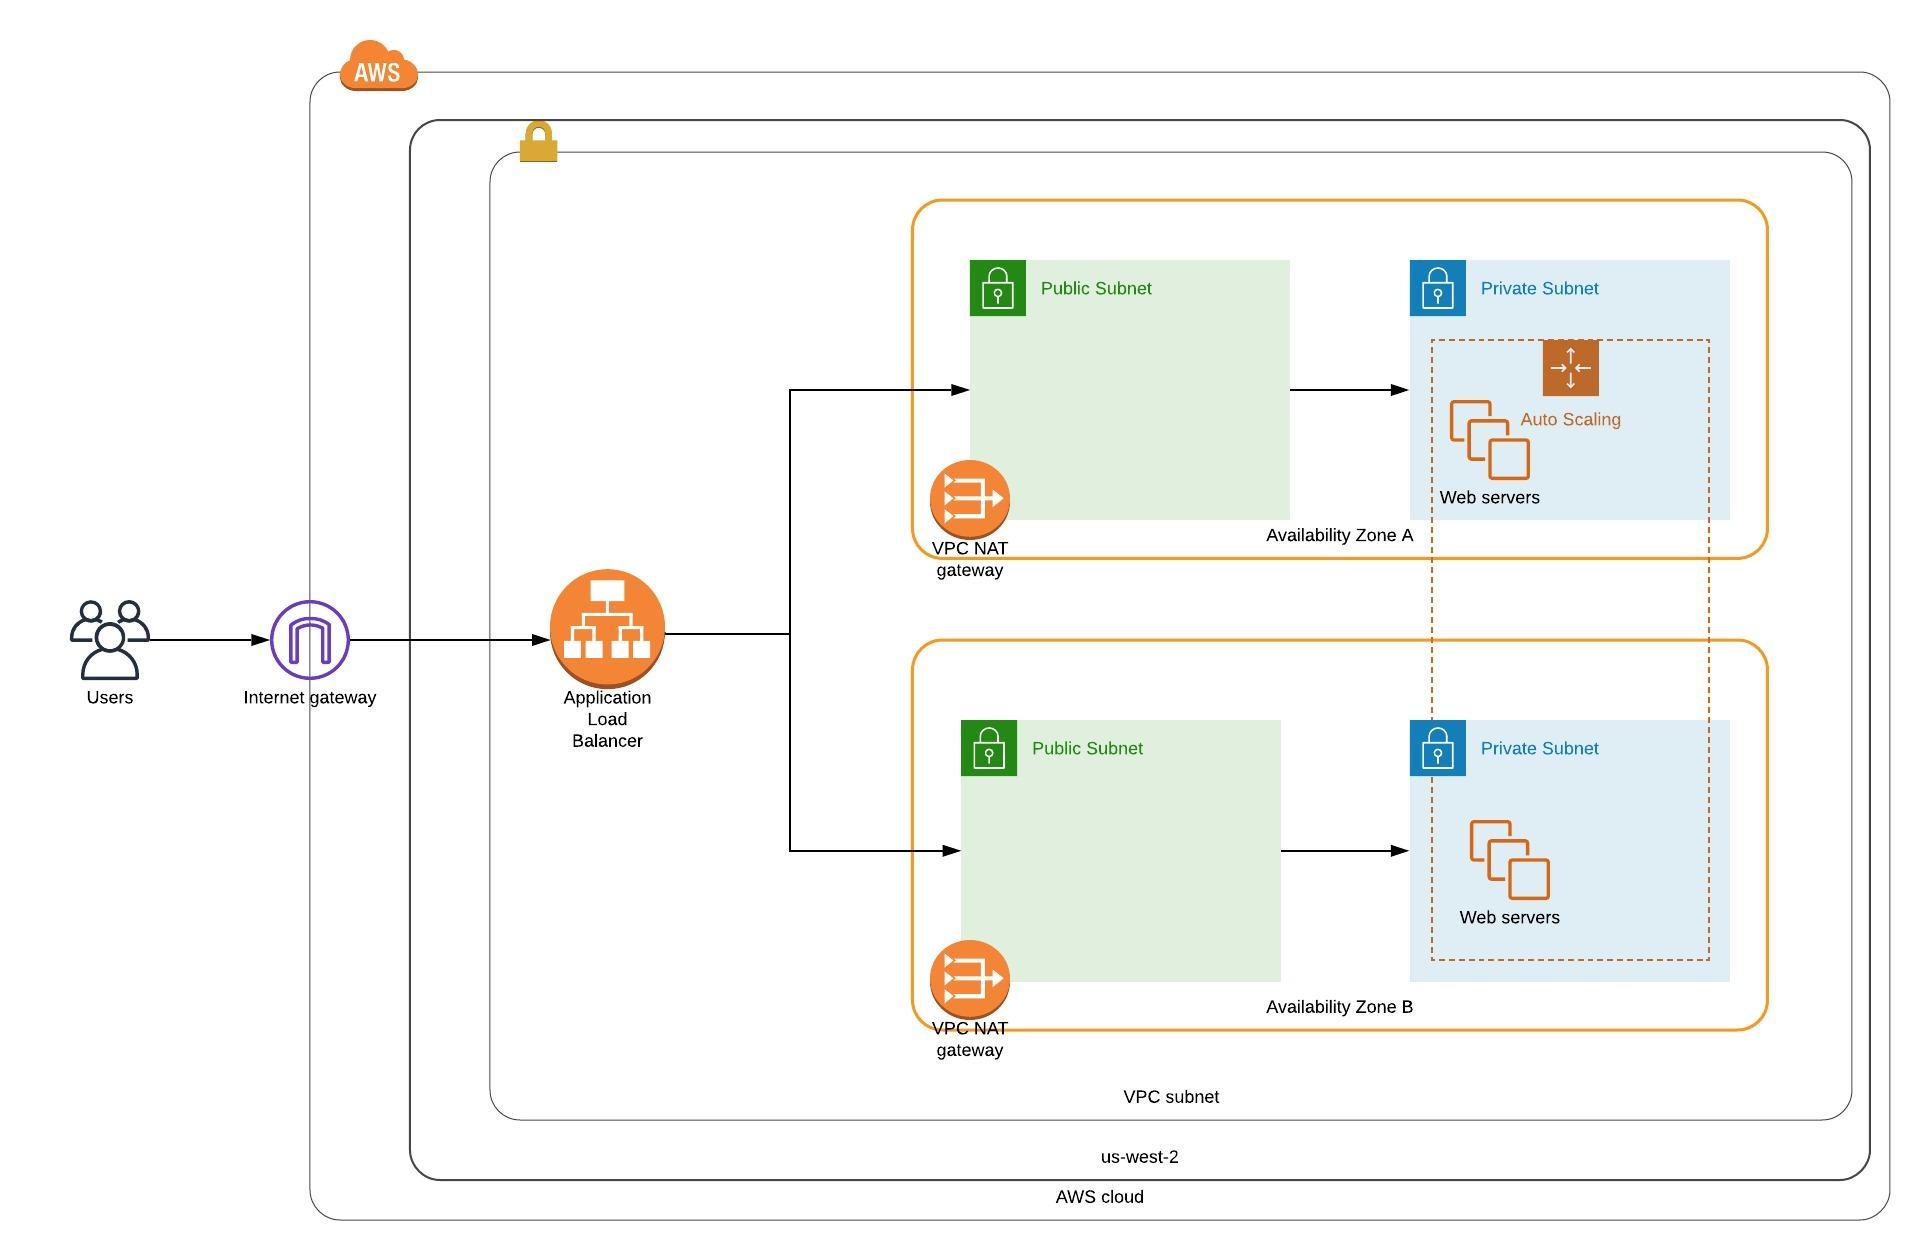 AWS
Public Subnet
Private Subnet
Auto Scaling
Web servers
Availability Zone A
VPC NAT
gateway
Users
Internet gateway
Application
Load
Balancer
Public Subnet
Private Subnet
Web servers
Availability Zone B
VPC NAT
gateway
VPC subnet
us-west-2
AWS cloud